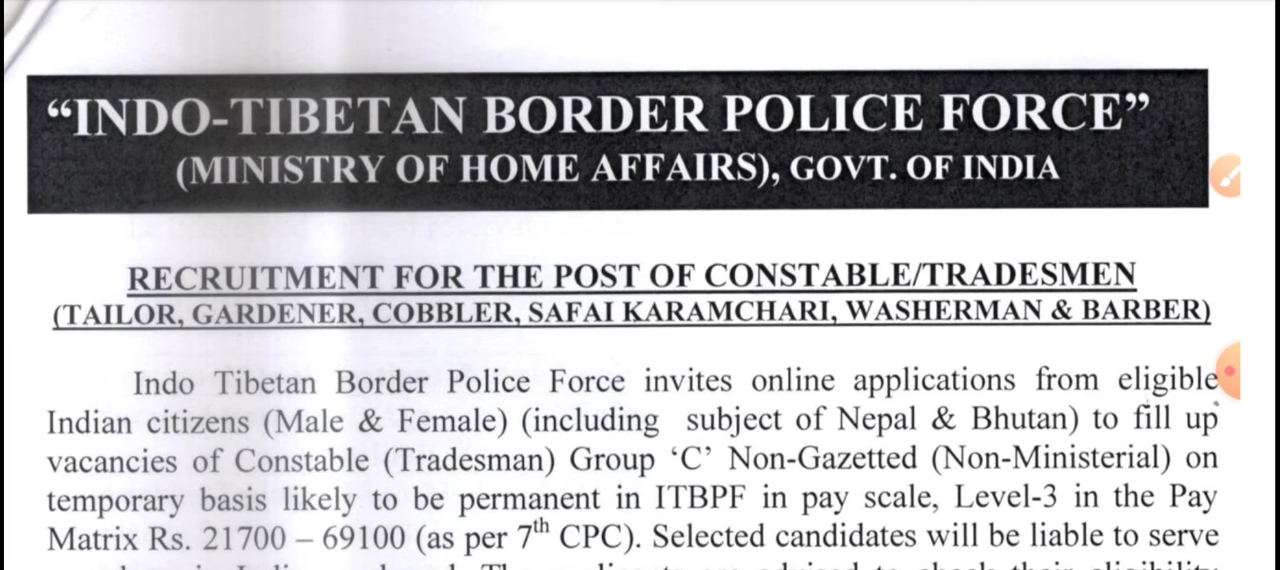 “INDO-TIBETAN BORDER POLICE FORCE”
(MINISTRY OF HOME AFFAIRS), GOVT. OF INDIA
RECRUITMENT FOR THE POST OF CONSTABLE/TRADESMEN
(TAILOR, GARDENER, COBBLER, SAFAI KARAMCHARI, WASHERMAN & BARBER)
Indo Tibetan Border Police Force invites online applications from eligible
Indian citizens (Male & Female) (including subject of Nepal & Bhutan) to fill up
vacancies of Constable (Tradesman) Group ‘C’ Non-Gazetted (Non-Ministerial) on
temporary basis likely to be permanent in ITBPF in pay scale, Level-3 in the Pay
Matrix Rs. 21700 – 69100 (as per 7th CPC). Selected candidates will be liable to serve